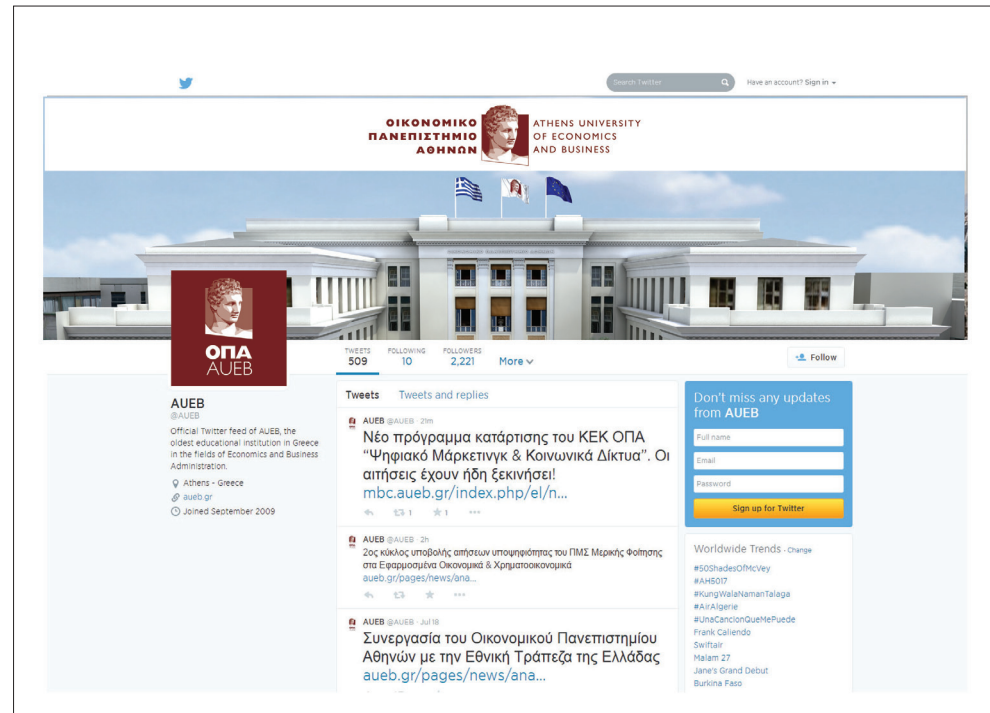 Search Twitter
Have an account? Sign in
ΟΙΚΟΝΟΜΙΚΟ
ΠΑΝΕΠΙΣΤΗΜΙΟ
ΑΘΗΝΩΝ
ATHENS UNIVERSITY
OF ECONOMICS
AND BUSINESS
ΟΠΑ
AUEB
TWEETS
509
FOLLOWING
10
FOLLOWERS
2,221
More
Follow
AUEB
@AUEB
Official Twitter feed of AUEB, the
oldest educational institution in Greece
in the fields of Economics and Business
Administration.
Athens - Greece
aueb.gr
Joined September 2009
Tweets
Tweets and replies
AUEB @AUEB · 21m
Νέο πρόγραμμα κατάρτισης του ΚΕΚ ΟΠΑ
“Ψηφιακό Μάρκετινγκ & Κοινωνικά Δίκτυα”. Οι
αιτήσεις έχουν ήδη ξεκινήσει!
mbc.aueb.gr/index.php/el/n...
1
1
AUEB @AUEB · 2h
2ος κύκλος υποβολής αιτήσεων υποψηφιότητας του ΠΜΣ Μερικής Φοίτησης
στα Εφαρμοσμένα Οικονομικά & Χρηματοοικονομικά
aueb.gr/pages/news/ana...
AUEB @AUEB · Jul 18
Συνεργασία του Οικονομικού Πανεπιστημίου
Αθηνών με την Εθνική Τράπεζα της Ελλάδας
aueb.gr/pages/news/ana...
Don't miss any updates
from AUEB
Full name
Email
Password
Sign up for Twitter
Worldwide Trends · Change
#50ShadesOfMcVey
#AH5017
#KungWalaNamanTalaga
#AirAlgerie
#UnaCancionQueMePuede
Frank Caliendo
Swiftair
Malam 27
Jane's Grand Debut
Burkina Faso